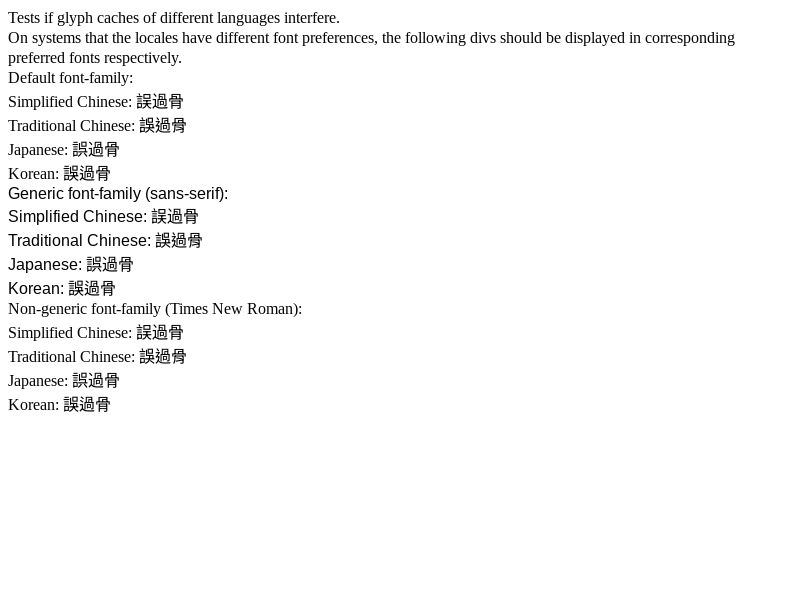 Tests if glyph caches of different languages interfere.
On systems that the locales have different font preferences, the following divs should be displayed in corresponding
preferred fonts respectively.
Default font-family:
Simplified Chinese: 誤過骨
Traditional Chinese: 誤過骨
Japanese: 誤過骨
Korean: 誤過骨
Generic font-family (sans-serif):
Simplified Chinese: 誤過骨
Traditional Chinese: 誤過骨
Japanese: 誤過骨
Korean: 誤過骨
Non-generic font-family (Times New Roman):
Simplified Chinese: 誤過骨
Traditional Chinese: 誤過骨
Japanese: 誤過骨
Korean: 誤過骨